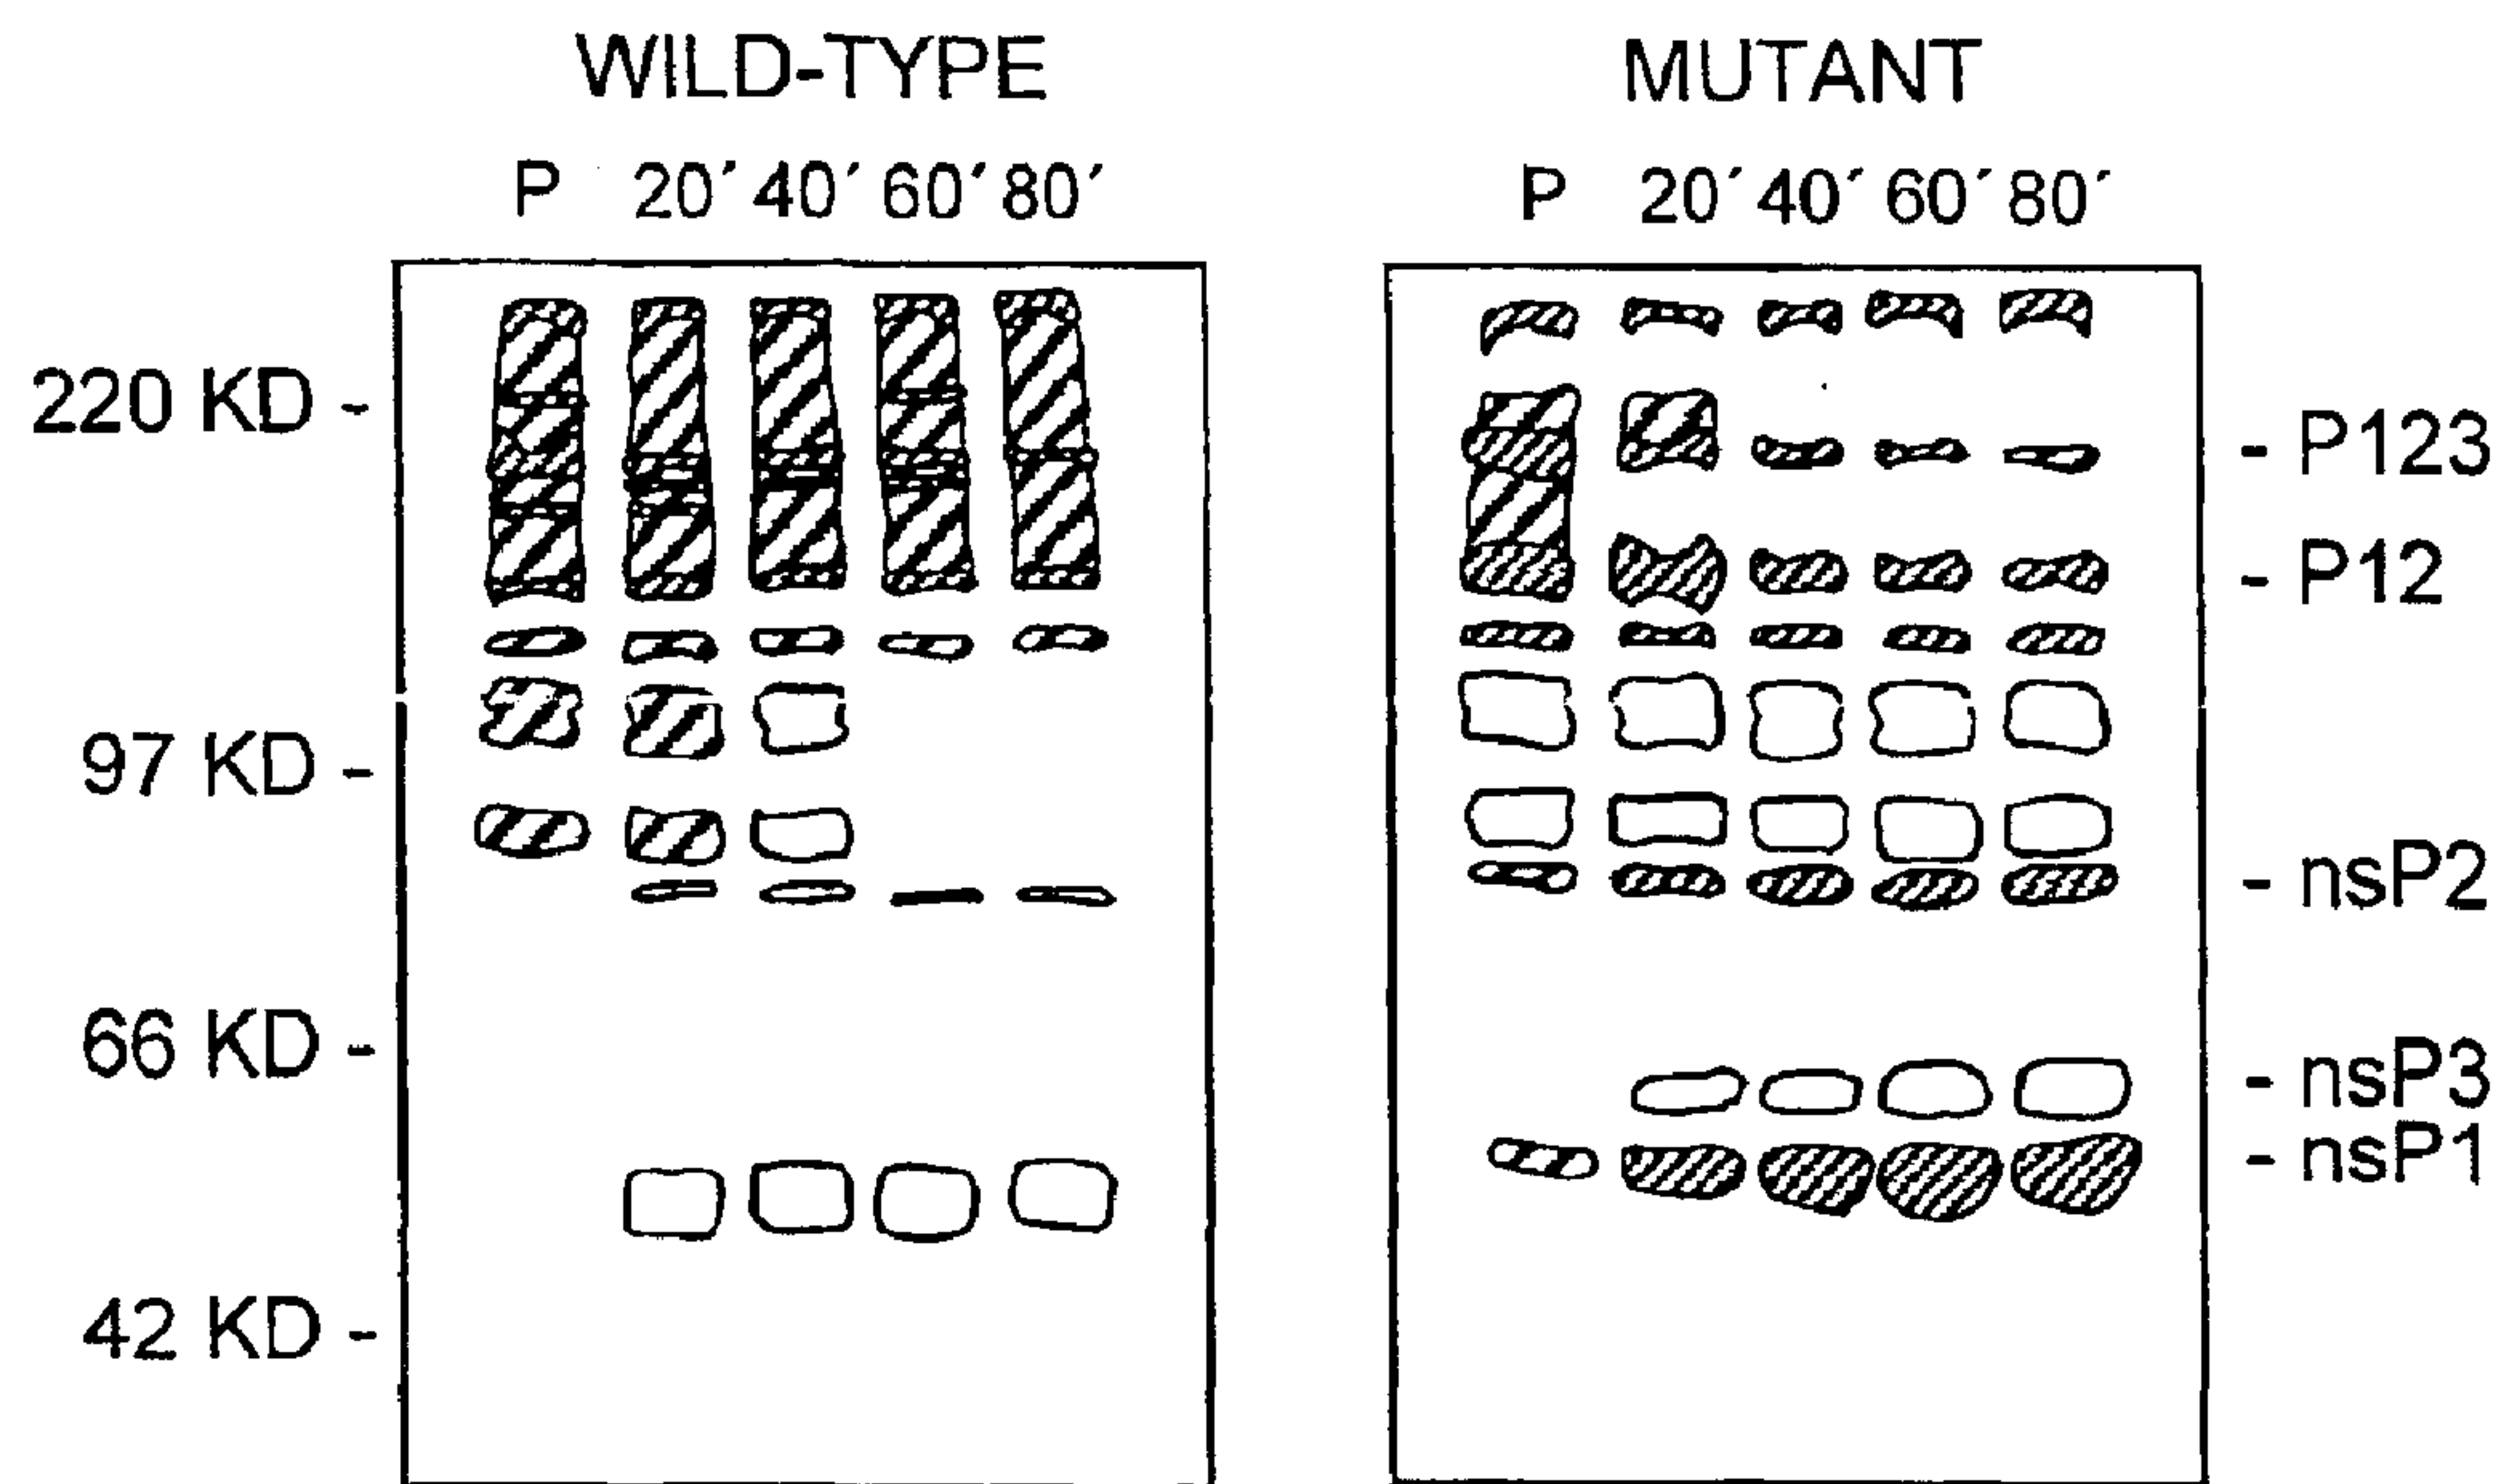 WILD-TYPE MUTANT
P 20′ 40′ 60′ 80′ P 20′ 40′ 60′ 80′
220 KD -
- P123
- P12
97 KD -
- nsP2
66 KD -
- nsP3
- nsP1
42 KD -